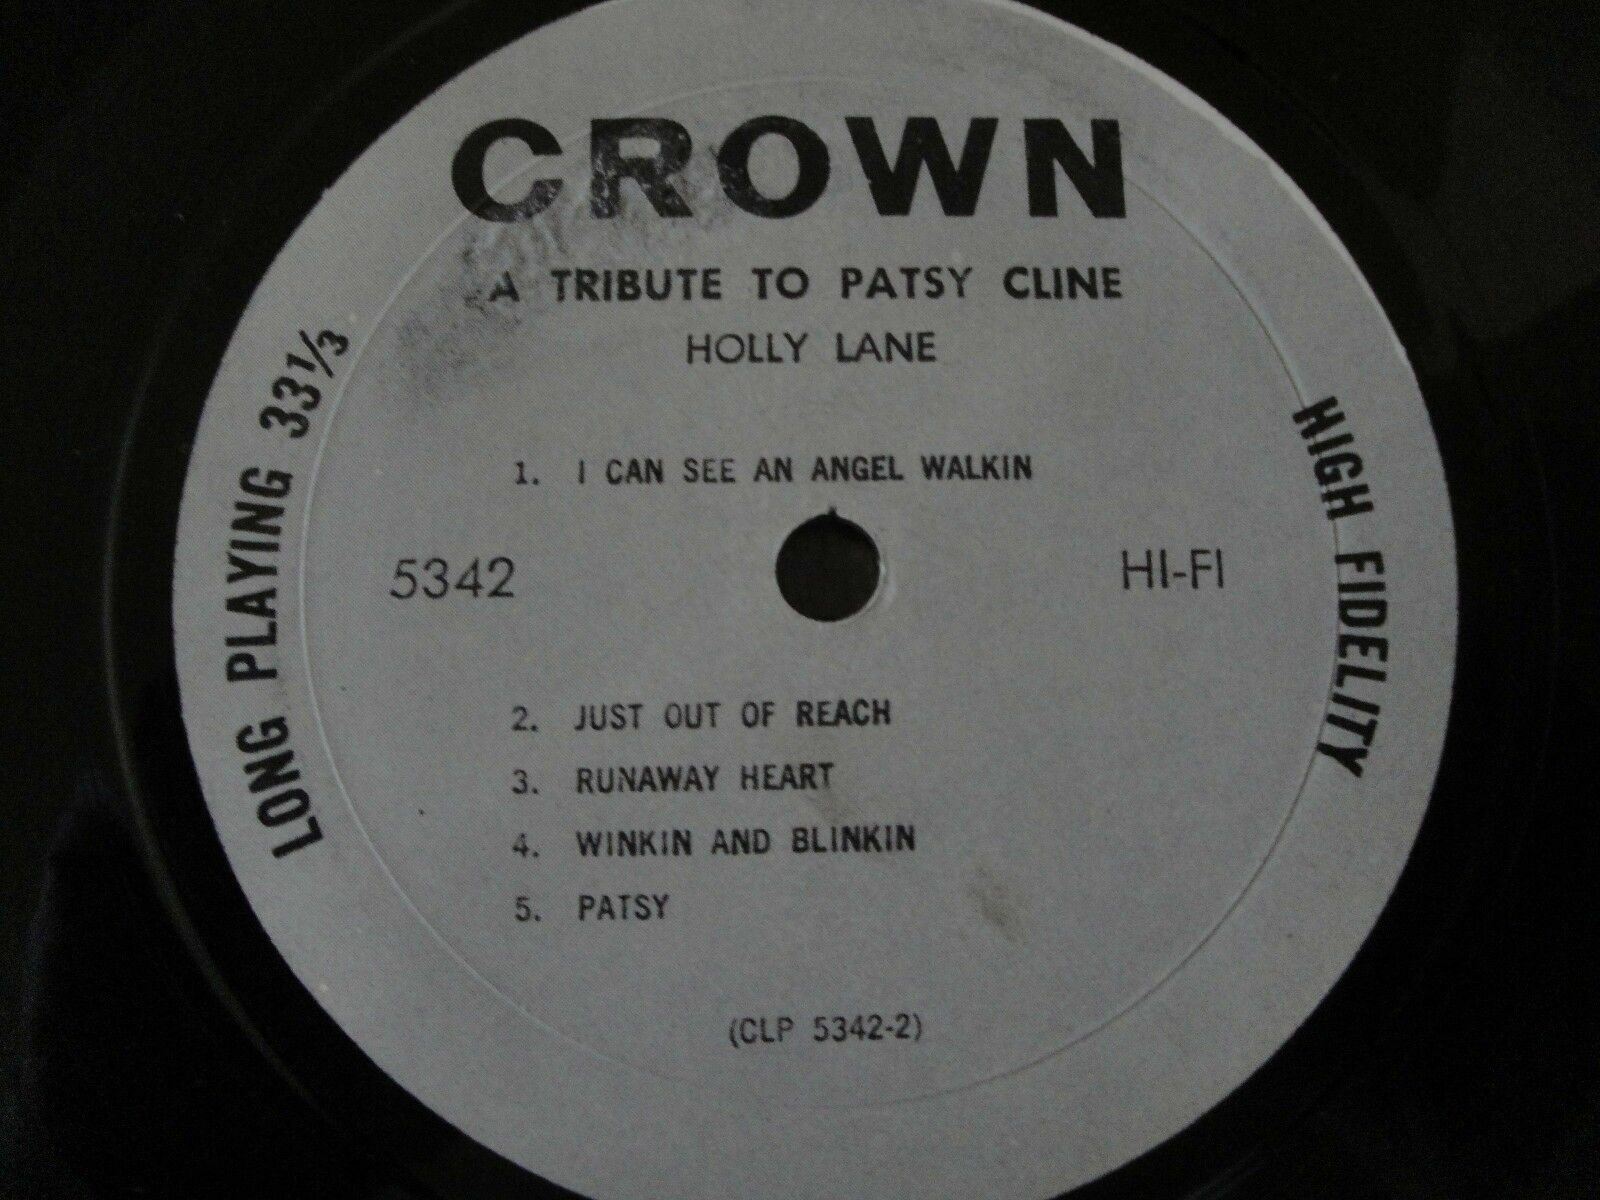 CROWN
A TRIBUTE TO PATSY CLINE
HOLLY LANE
LONG PLAYING 33⅓
HIGH FIDELITY
1. I CAN SEE AN ANGEL WALKIN
5342
HI-FI
2. JUST OUT OF REACH
3. RUNAWAY HEART
4. WINKIN AND BLINKIN
5. PATSY
(CLP 5342-2)